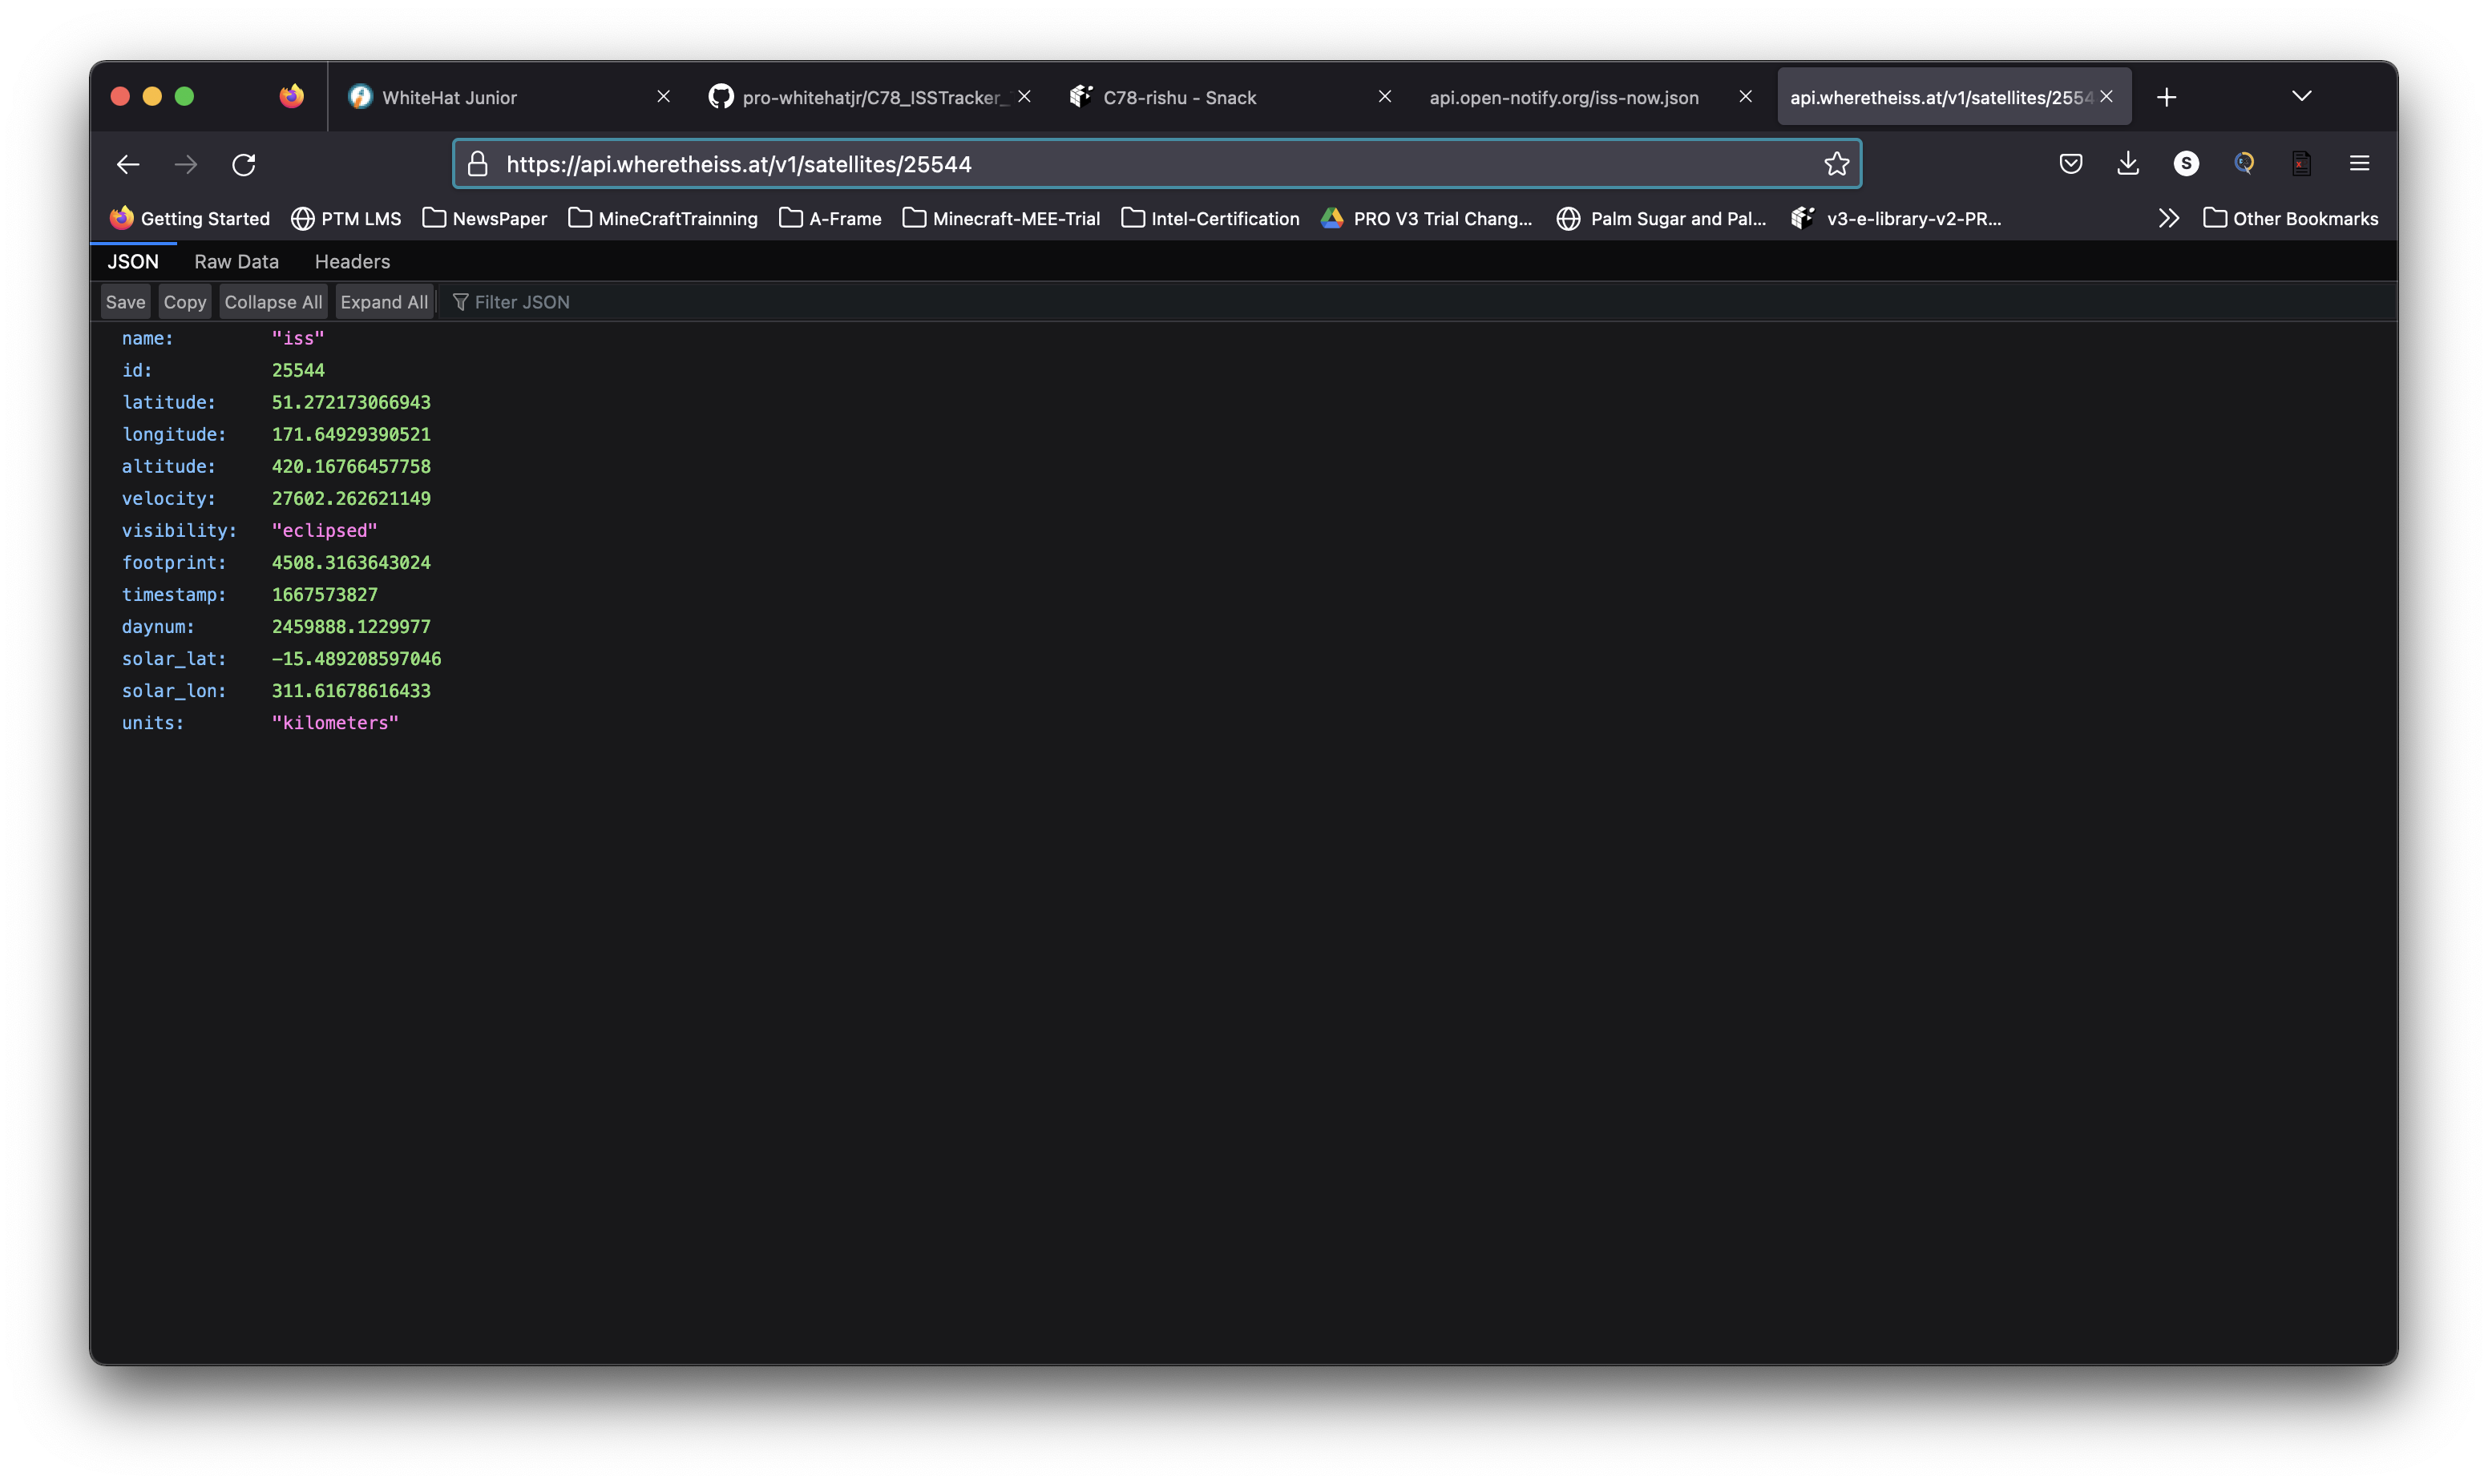 WhiteHat Junior
pro-whitehatjr/C78_ISSTracker_
C78-rishu - Snack
api.open-notify.org/iss-now.json
api.wheretheiss.at/v1/satellites/2554
https://api.wheretheiss.at/v1/satellites/25544
S
Getting Started PTM LMS NewsPaper MineCraftTrainning A-Frame Minecraft-MEE-Trial Intel-Certification PRO V3 Trial Chang... Palm Sugar and Pal... v3-e-library-v2-PR... Other Bookmarks
JSON Raw Data Headers
Save Copy Collapse All Expand All Filter JSON
name: "iss"
id: 25544
latitude: 51.272173066943
longitude: 171.64929390521
altitude: 420.16766457758
velocity: 27602.262621149
visibility: "eclipsed"
footprint: 4508.3163643024
timestamp: 1667573827
daynum: 2459888.1229977
solar_lat: -15.489208597046
solar_lon: 311.61678616433
units: "kilometers"